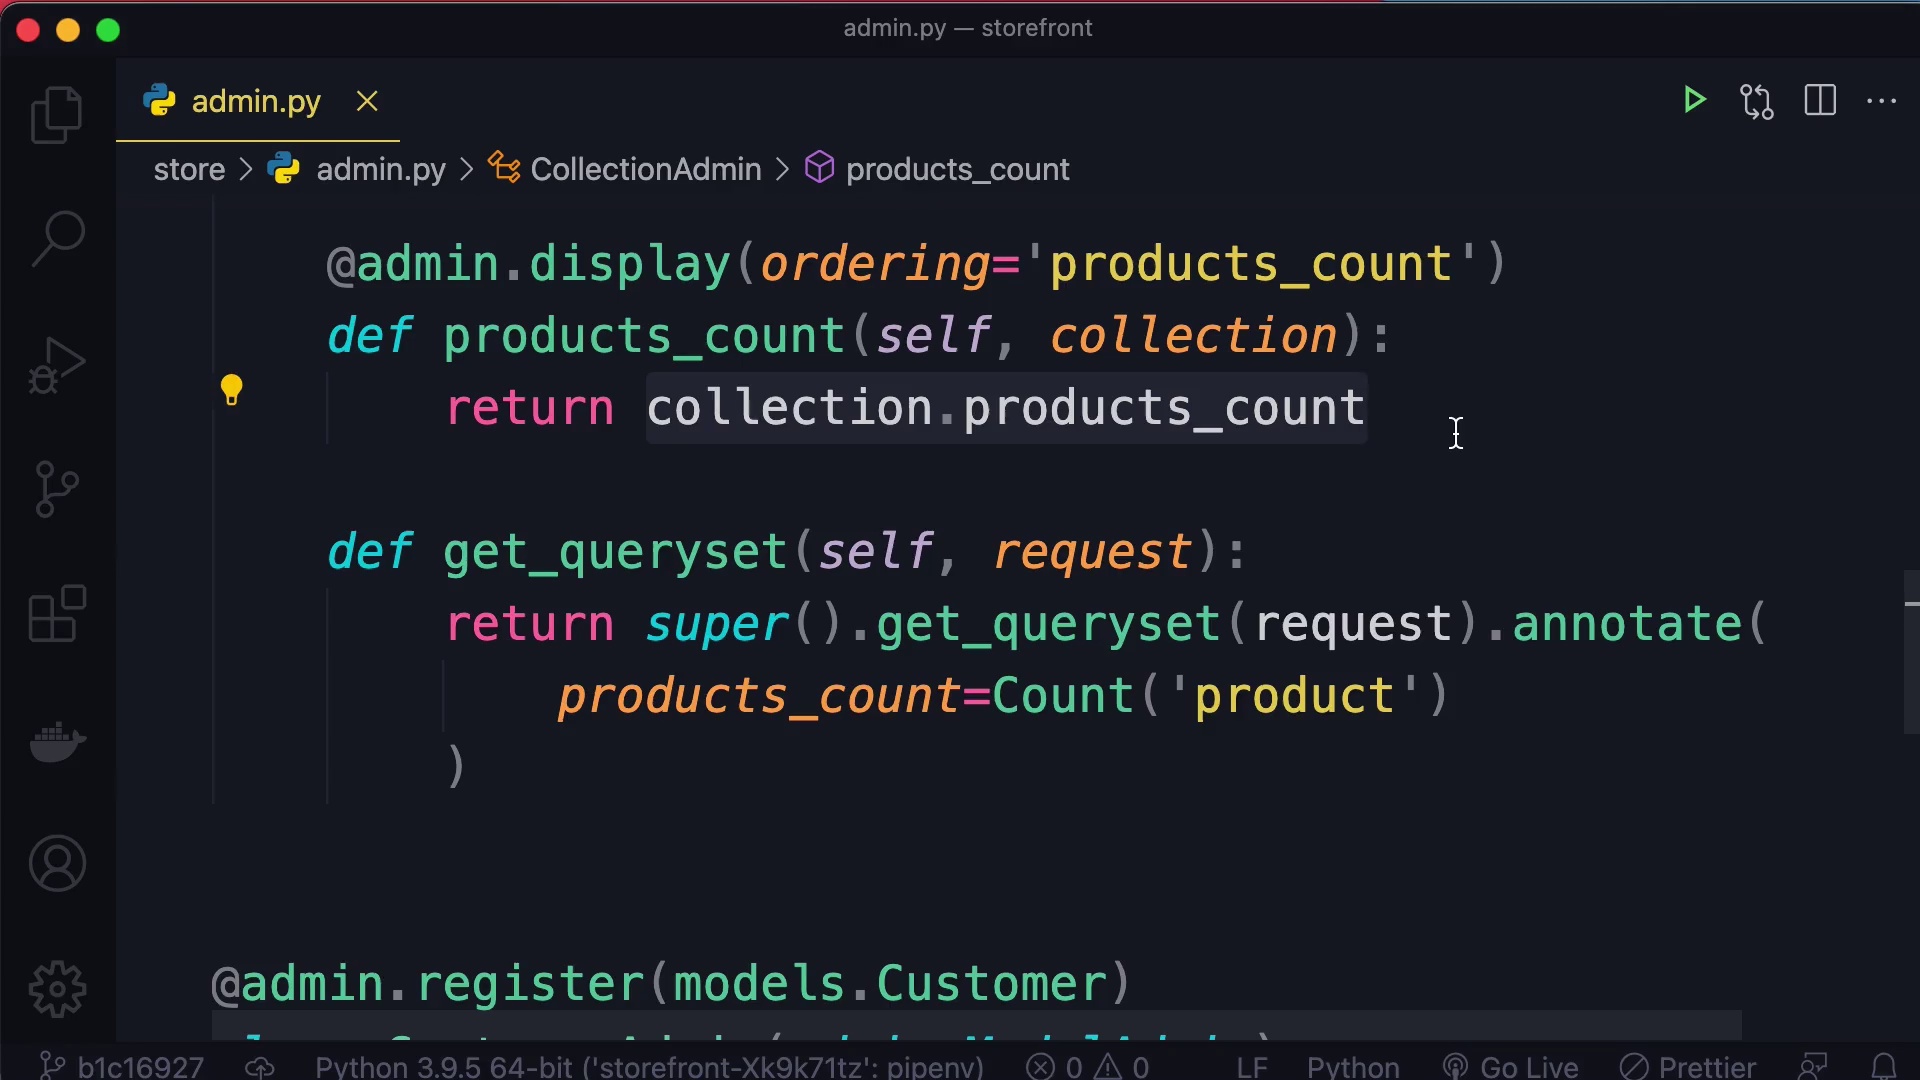 admin.py — storefront
admin.py
store > admin.py > CollectionAdmin > products_count
@admin.display(ordering='products_count')
def products_count(self, collection):
return collection.products_count
def get_queryset(self, request):
return super().get_queryset(request).annotate(
products_count=Count('product')
)
@admin.register(models.Customer)
b1c16927 Python 3.9.5 64-bit ('storefront-Xk9k71tz': pipenv) 0 0 LF Python Go Live Prettier